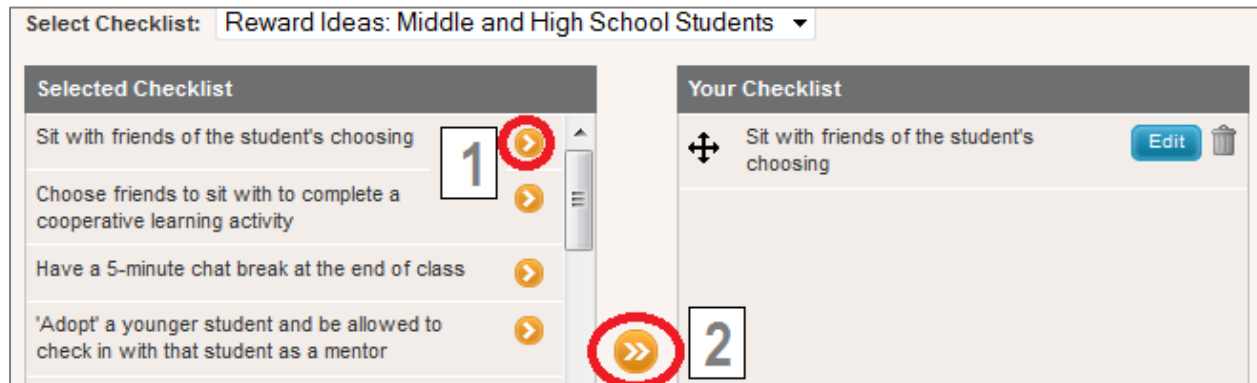 Select Checklist: Reward Ideas: Middle and High School Students
Selected Checklist
Sit with friends of the student's choosing
1
Choose friends to sit with to complete a
cooperative learning activity
Have a 5-minute chat break at the end of class
'Adopt' a younger student and be allowed to
check in with that student as a mentor
2
Your Checklist
Sit with friends of the student's
choosing
Edit